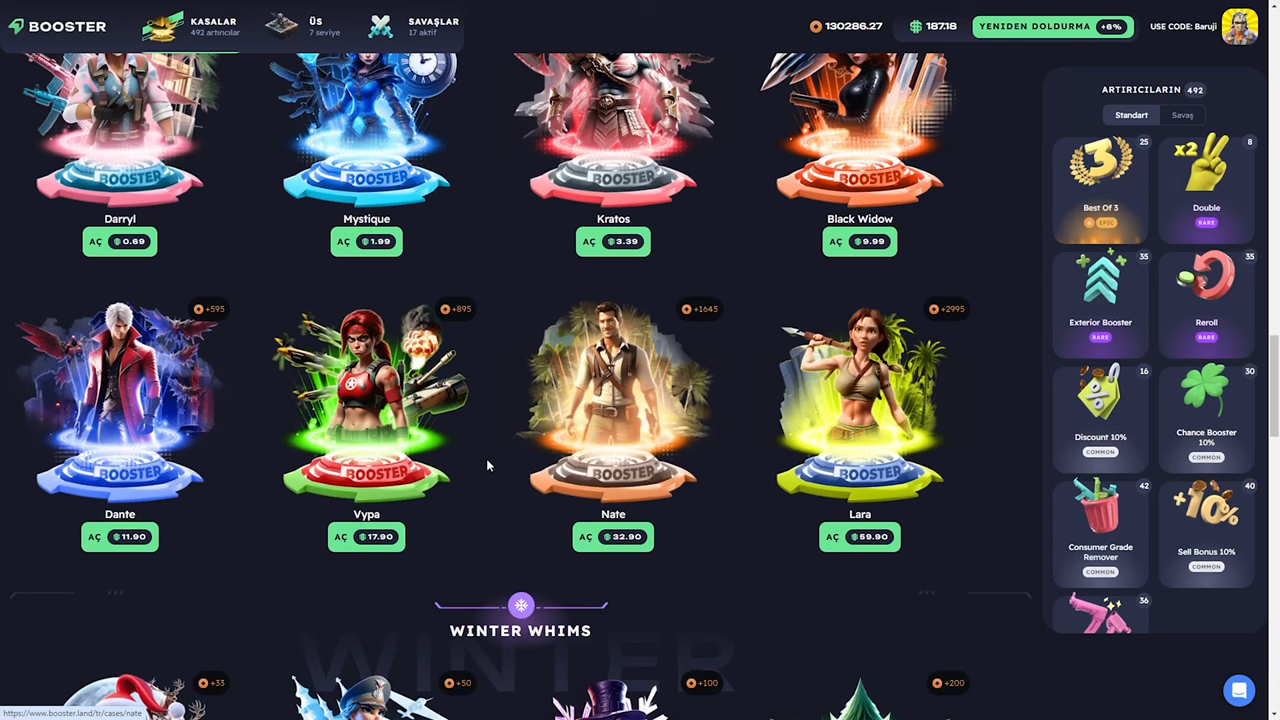 BOOSTER
KASALAR
492 artırıcılar
ÜS
7 seviye
SAVAŞLAR
17 aktif
130286.27
187.18
YENİDEN DOLDURMA +6%
USE CODE: Baruji
BOOSTER
BOOSTER
BOOSTER
BOOSTER
Darryl
Mystique
Kratos
Black Widow
AÇ 0.69
AÇ 1.99
AÇ 3.39
AÇ 9.99
+595
+895
+1645
+2995
BOOSTER
BOOSTER
BOOSTER
BOOSTER
Dante
Vypa
Nate
Lara
AÇ 11.90
AÇ 17.90
AÇ 32.90
AÇ 59.90
WINTER WHIMS
WINTER
+33
+50
+100
+200
ARTIRICILARIN 492
Standart
Savaş
25
8
3
x2
Best Of 3
Double
EPIC
RARE
35
35
Exterior Booster
Reroll
RARE
RARE
16
30
%
Discount 10%
Chance Booster
10%
COMMON
COMMON
42
40
+10%
Consumer Grade
Remover
Sell Bonus 10%
COMMON
COMMON
36
https://www.booster.land/tr/cases/nate